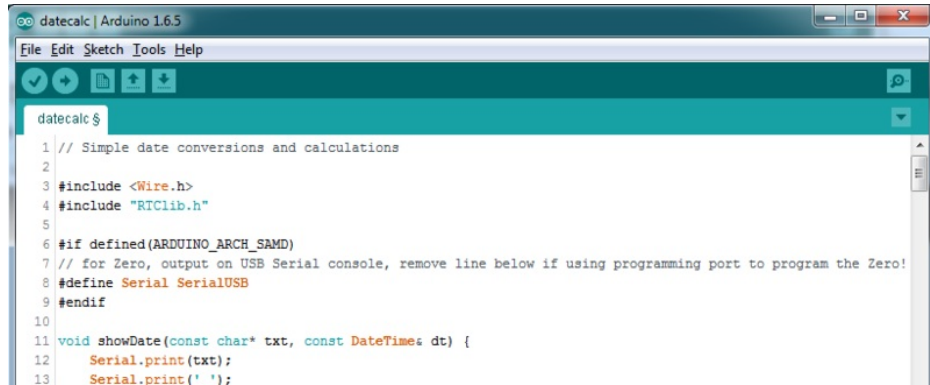 datecalc | Arduino 1.6.5
File Edit Sketch Tools Help
datecalc §
1 // Simple date conversions and calculations
2
3 #include <Wire.h>
4 #include "RTClib.h"
5
6 #if defined(ARDUINO_ARCH_SAMD)
7 // for Zero, output on USB Serial console, remove line below if using programming port to program the Zero!
8 #define Serial SerialUSB
9 #endif
10
11 void showDate(const char* txt, const DateTime& dt) {
12     Serial.print(txt);
13     Serial.print(' ');